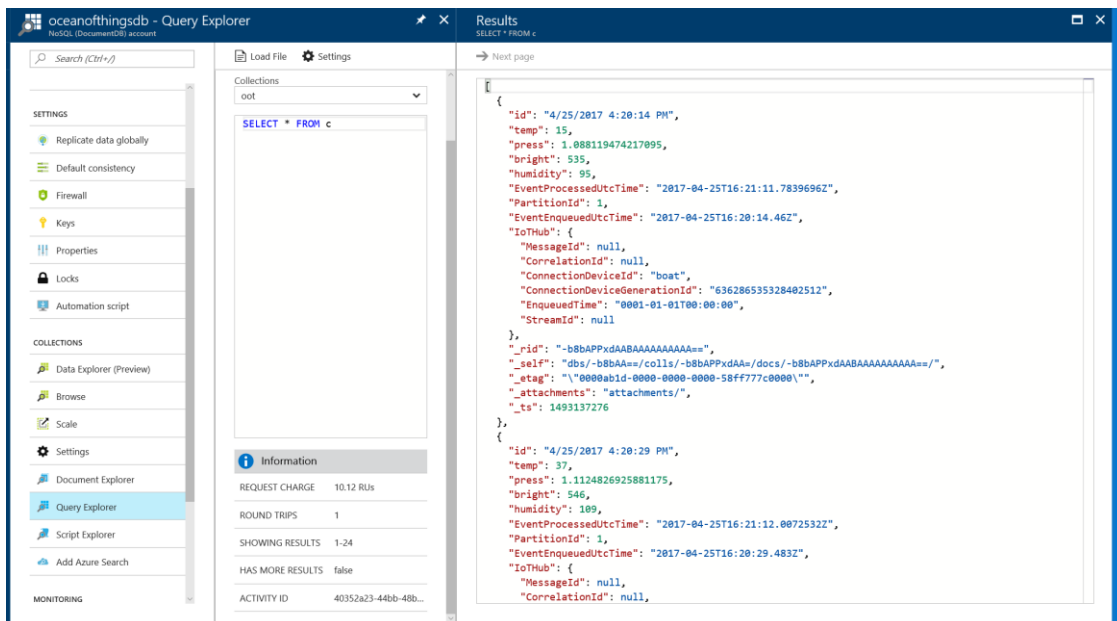 oceanofthingsdb - Query Explorer
NoSQL (DocumentDB) account
Search (Ctrl+/)
SETTINGS
Replicate data globally
Default consistency
Firewall
Keys
Properties
Locks
Automation script
COLLECTIONS
Data Explorer (Preview)
Browse
Scale
Settings
Document Explorer
Query Explorer
Script Explorer
Add Azure Search
MONITORING
Load File Settings
Collections
oot
SELECT * FROM c
Information
REQUEST CHARGE 10.12 RUs
ROUND TRIPS 1
SHOWING RESULTS 1-24
HAS MORE RESULTS false
ACTIVITY ID 40352a23-44bb-48b...
Results
SELECT * FROM c
Next page
[
{
"id": "4/25/2017 4:20:14 PM",
"temp": 15,
"press": 1.088119474217095,
"bright": 535,
"humidity": 95,
"EventProcessedUtcTime": "2017-04-25T16:21:11.7839696Z",
"PartitionId": 1,
"EventEnqueuedUtcTime": "2017-04-25T16:20:14.46Z",
"IoTHub": {
"MessageId": null,
"CorrelationId": null,
"ConnectionDeviceId": "boat",
"ConnectionDeviceGenerationId": "636286535328402512",
"EnqueuedTime": "0001-01-01T00:00:00",
"StreamId": null
},
"_rid": "-b8bAPPxdAABAAAAAAAAAA==",
"_self": "dbs/-b8bAA==/colls/-b8bAPPxdAA=/docs/-b8bAPPxdAABAAAAAAAAAA==/",
"_etag": "\"0000ab1d-0000-0000-0000-58ff777c0000\"",
"_attachments": "attachments/",
"_ts": 1493137276
},
{
"id": "4/25/2017 4:20:29 PM",
"temp": 37,
"press": 1.1124826925881175,
"bright": 546,
"humidity": 109,
"EventProcessedUtcTime": "2017-04-25T16:21:12.0072532Z",
"PartitionId": 1,
"EventEnqueuedUtcTime": "2017-04-25T16:20:29.483Z",
"IoTHub": {
"MessageId": null,
"CorrelationId": null,